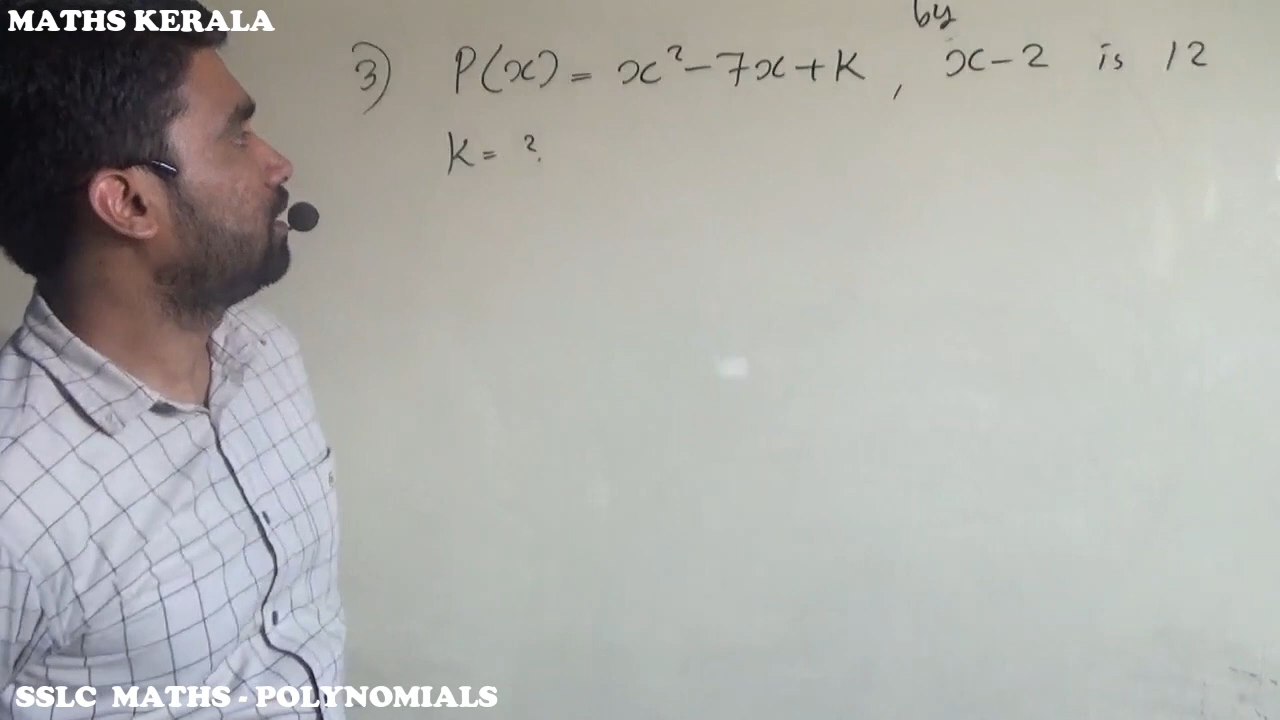 MATHS KERALA
by
3) P(x) = x² - 7x + k , x - 2 is 12
k = ?
SSLC MATHS - POLYNOMIALS